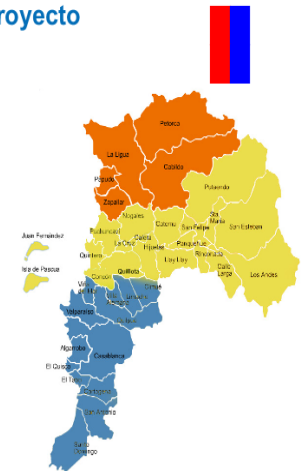 royecto
Petorca
La Ligua
Cabildo
Papudo
Zapallar
Putaendo
Nogales
Sta. Maria
San Esteban
Catemu
San Felipe
Puchuncaví
Calera
La Cruz
Hijuelas
Panquehue
Rinconada
Juan Fernández
Quintero
Llay Llay
Calle Larga
Los Andes
Isla de Pascua
Quillota
Concón
Olmué
Limache
Valparaíso
Algarrobo
Casablanca
El Quisco
El Tabo
Cartagena
San Antonio
Santo Domingo